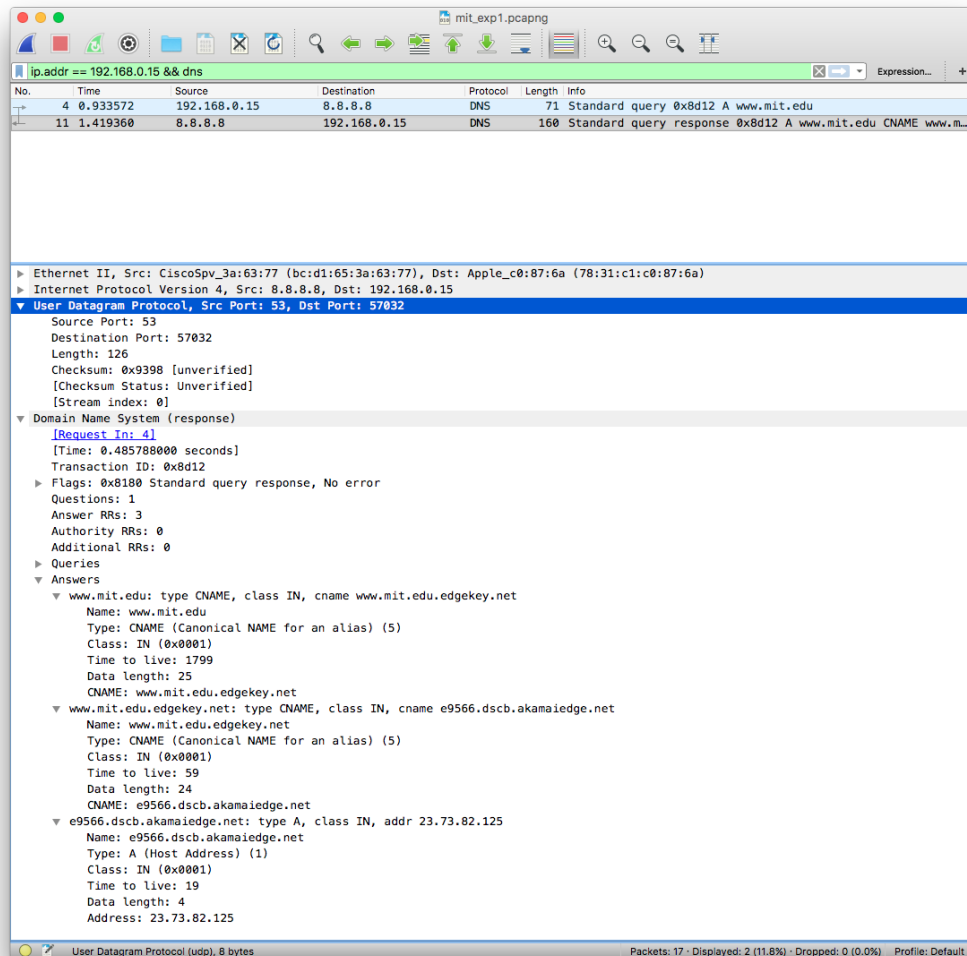 mit_exp1.pcapng
ip.addr == 192.168.0.15 && dns Expression... +
No. Time Source Destination Protocol Length Info
4 0.933572 192.168.0.15 8.8.8.8 DNS 71 Standard query 0x8d12 A www.mit.edu
11 1.419360 8.8.8.8 192.168.0.15 DNS 160 Standard query response 0x8d12 A www.mit.edu CNAME www.m…
Ethernet II, Src: CiscoSpv_3a:63:77 (bc:d1:65:3a:63:77), Dst: Apple_c0:87:6a (78:31:c1:c0:87:6a)
Internet Protocol Version 4, Src: 8.8.8.8, Dst: 192.168.0.15
User Datagram Protocol, Src Port: 53, Dst Port: 57032
Source Port: 53
Destination Port: 57032
Length: 126
Checksum: 0x9398 [unverified]
[Checksum Status: Unverified]
[Stream index: 0]
Domain Name System (response)
[Request In: 4]
[Time: 0.485788000 seconds]
Transaction ID: 0x8d12
Flags: 0x8180 Standard query response, No error
Questions: 1
Answer RRs: 3
Authority RRs: 0
Additional RRs: 0
Queries
Answers
www.mit.edu: type CNAME, class IN, cname www.mit.edu.edgekey.net
Name: www.mit.edu
Type: CNAME (Canonical NAME for an alias) (5)
Class: IN (0x0001)
Time to live: 1799
Data length: 25
CNAME: www.mit.edu.edgekey.net
www.mit.edu.edgekey.net: type CNAME, class IN, cname e9566.dscb.akamaiedge.net
Name: www.mit.edu.edgekey.net
Type: CNAME (Canonical NAME for an alias) (5)
Class: IN (0x0001)
Time to live: 59
Data length: 24
CNAME: e9566.dscb.akamaiedge.net
e9566.dscb.akamaiedge.net: type A, class IN, addr 23.73.82.125
Name: e9566.dscb.akamaiedge.net
Type: A (Host Address) (1)
Class: IN (0x0001)
Time to live: 19
Data length: 4
Address: 23.73.82.125
User Datagram Protocol (udp), 8 bytes Packets: 17 · Displayed: 2 (11.8%) · Dropped: 0 (0.0%) Profile: Default